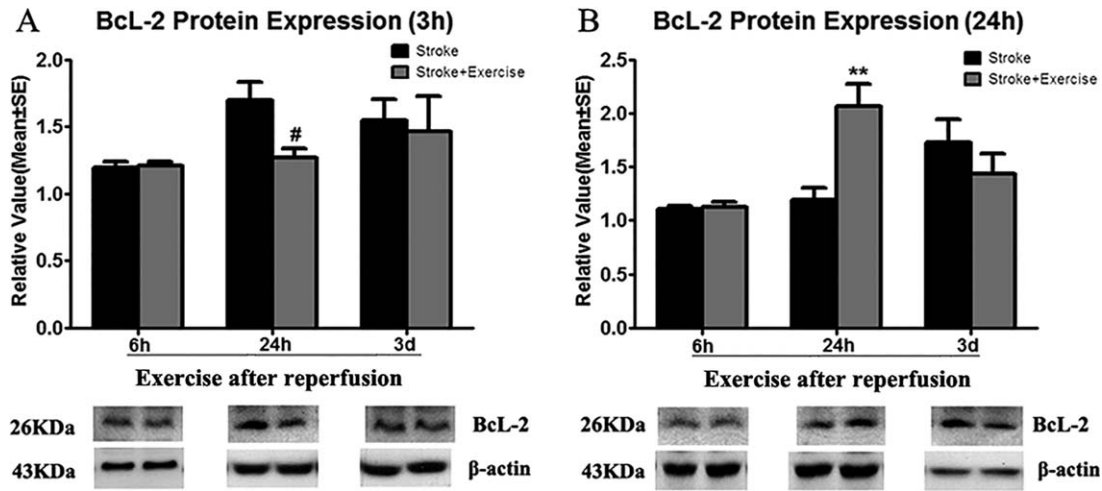 A
BcL-2 Protein Expression (3h)
Stroke
Stroke+Exercise
Relative Value(Mean±SE)
2.0
1.5
1.0
0.5
0.0
#
6h 24h 3d
Exercise after reperfusion
26KDa BcL-2
43KDa β-actin
B
BcL-2 Protein Expression (24h)
Stroke
Stroke+Exercise
Relative Value(Mean±SE)
2.5
2.0
1.5
1.0
0.5
0.0
**
6h 24h 3d
Exercise after reperfusion
26KDa BcL-2
43KDa β-actin